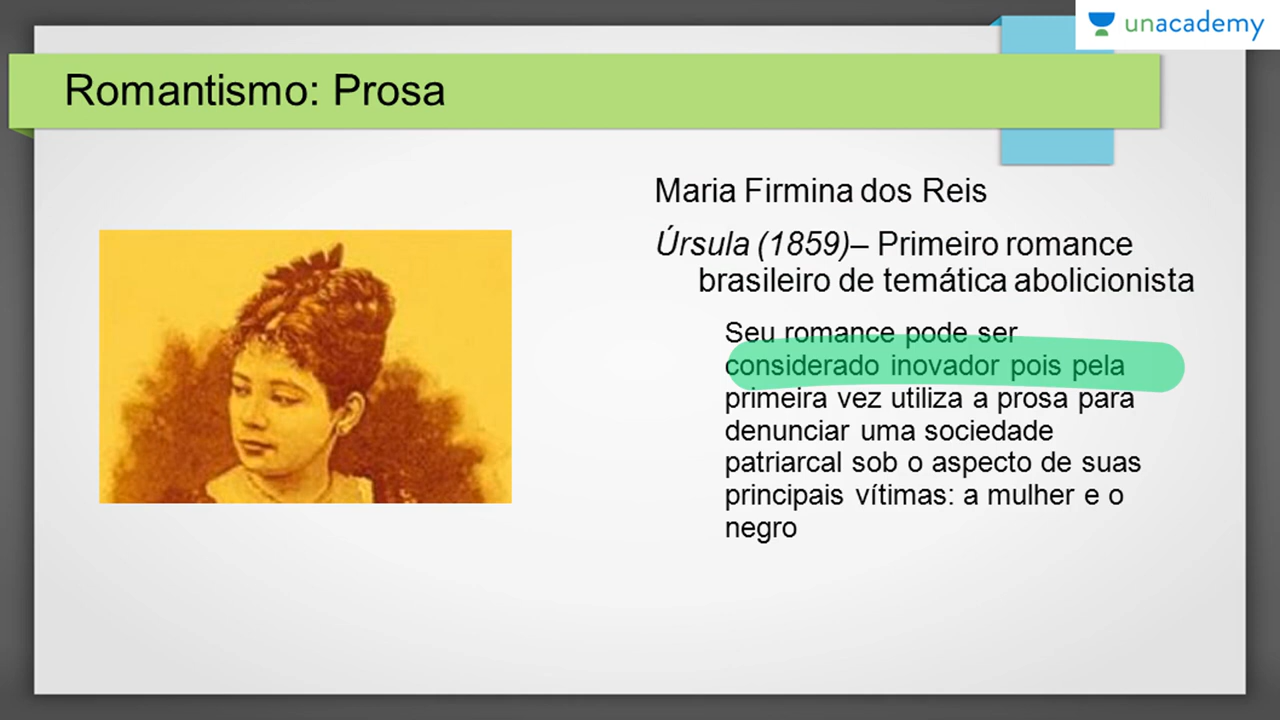 unacademy
Romantismo: Prosa
Maria Firmina dos Reis
Úrsula (1859)– Primeiro romance
brasileiro de temática abolicionista
Seu romance pode ser
considerado inovador pois pela
primeira vez utiliza a prosa para
denunciar uma sociedade
patriarcal sob o aspecto de suas
principais vítimas: a mulher e o
negro